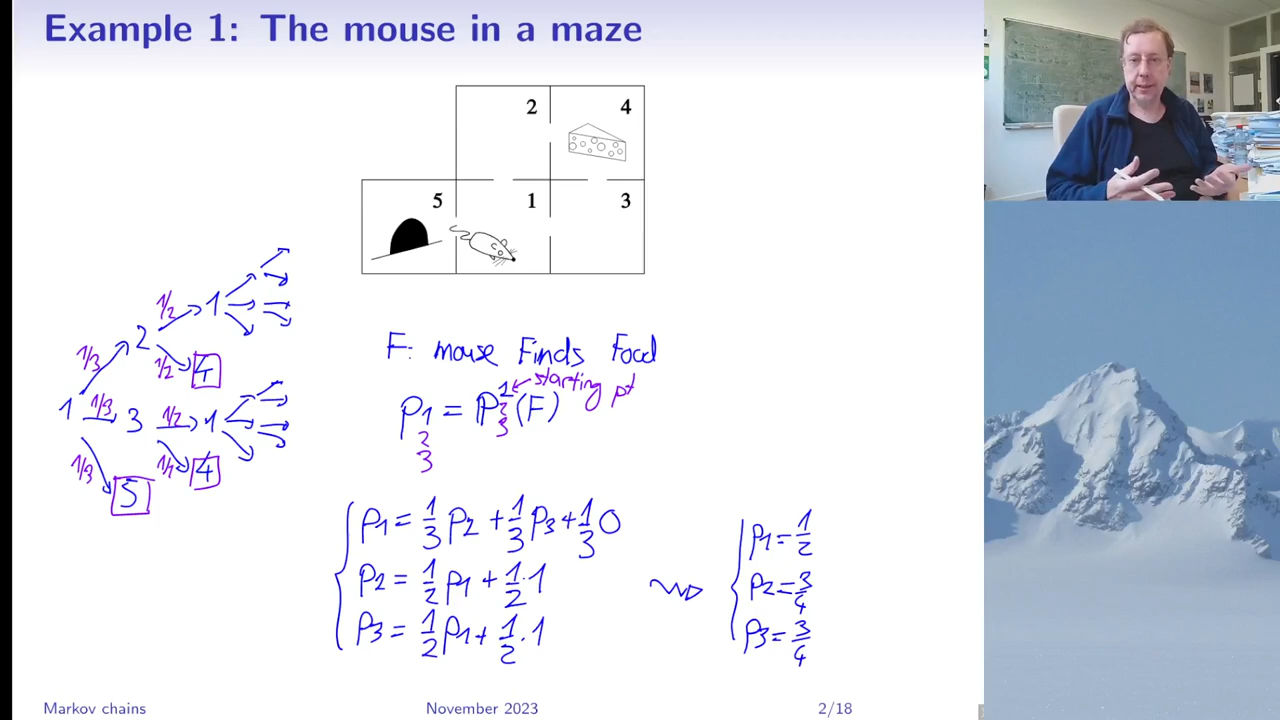 Example 1: The mouse in a maze
2 4
5 1 3
1/2 1
2
1/3 1/2 4
1 1/3 3 1/2 1
1/3 4
5
F: mouse Finds Food
p1 = P^1(F) ← starting pt
2 2
3 3
p1 = 1/3 p2 + 1/3 p3 + 1/3 0
p2 = 1/2 p1 + 1/2 · 1
p3 = 1/2 p1 + 1/2 · 1
p1 = 1/2
p2 = 3/4
p3 = 3/4
Markov chains November 2023 2/18